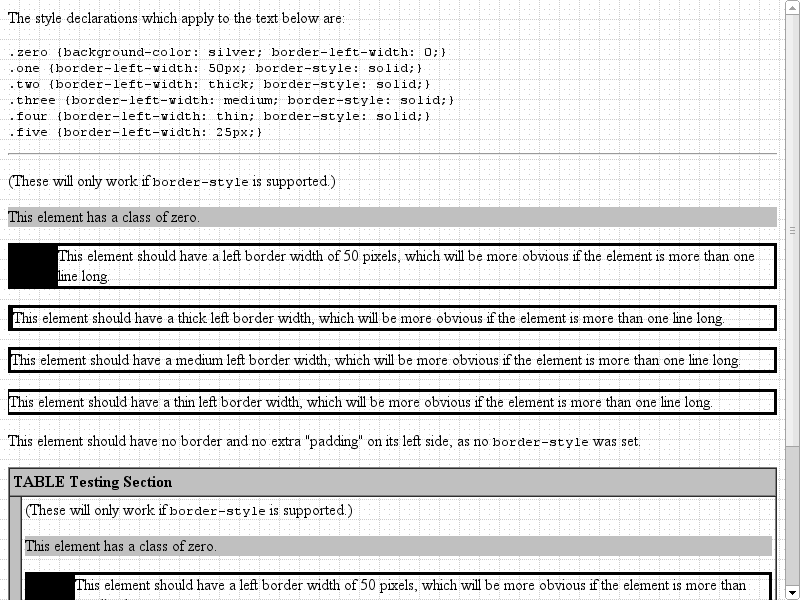 The style declarations which apply to the text below are:
.zero {background-color: silver; border-left-width: 0;}
.one {border-left-width: 50px; border-style: solid;}
.two {border-left-width: thick; border-style: solid;}
.three {border-left-width: medium; border-style: solid;}
.four {border-left-width: thin; border-style: solid;}
.five {border-left-width: 25px;}
(These will only work if border-style is supported.)
This element has a class of zero.
This element should have a left border width of 50 pixels, which will be more obvious if the element is more than one
line long.
This element should have a thick left border width, which will be more obvious if the element is more than one line long.
This element should have a medium left border width, which will be more obvious if the element is more than one line long.
This element should have a thin left border width, which will be more obvious if the element is more than one line long.
This element should have no border and no extra "padding" on its left side, as no border-style was set.
TABLE Testing Section
(These will only work if border-style is supported.)
This element has a class of zero.
This element should have a left border width of 50 pixels, which will be more obvious if the element is more than